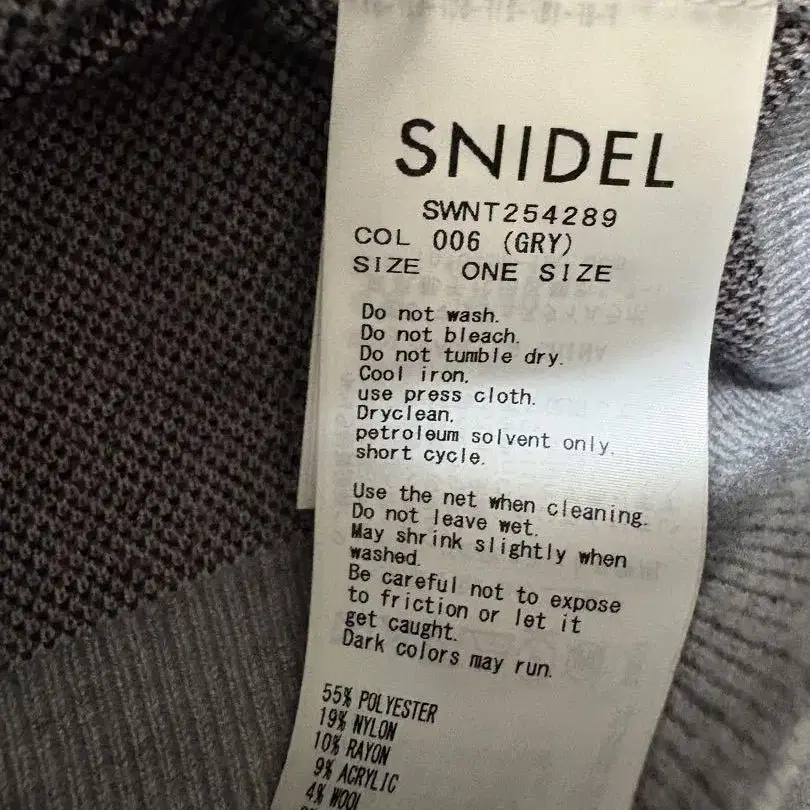 SNIDEL
SWNT254289
COL 006 (GRY)
SIZE ONE SIZE
Do not wash.
Do not bleach.
Do not tumble dry.
Cool iron,
use press cloth.
Dryclean,
petroleum solvent only,
short cycle.
Use the net when cleaning.
Do not leave wet.
May shrink slightly when
washed.
Be careful not to expose
to friction or let it
get caught.
Dark colors may run.
55% POLYESTER
19% NYLON
10% RAYON
9% ACRYLIC
4% WOOL